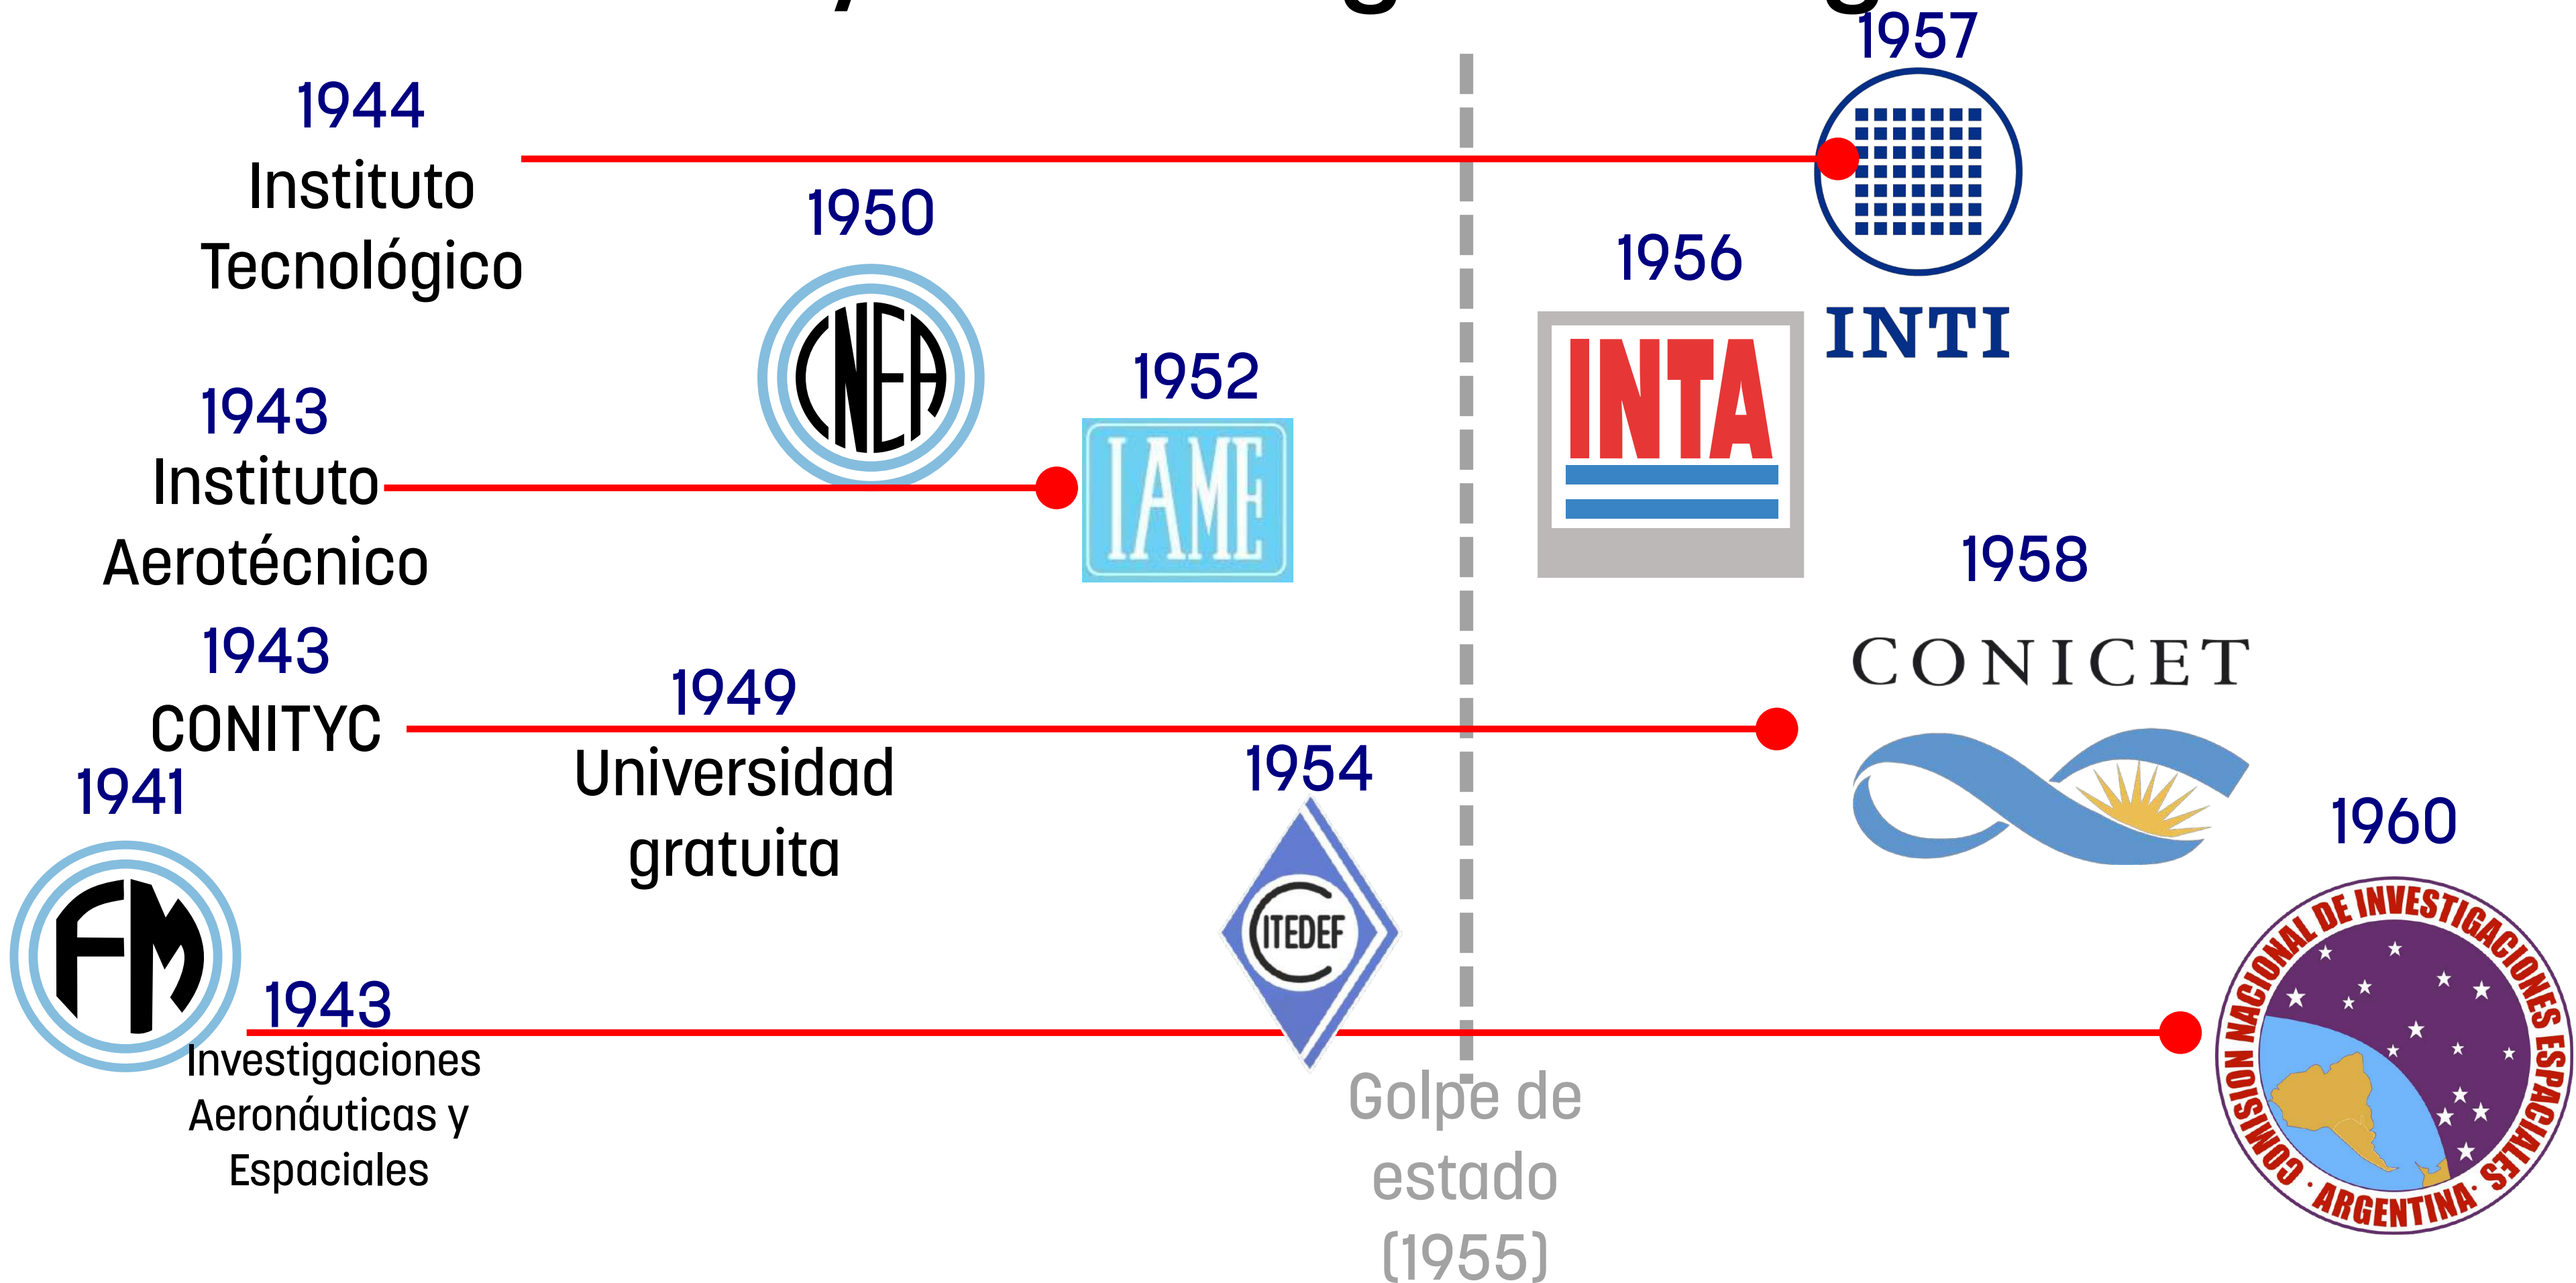 1957
1944
Instituto
Tecnológico
1950
CNEA
1956
INTI
INTA
1952
IAME
1943
Instituto
Aerotécnico
1958
CONICET
1943
CONITYC
1949
Universidad
gratuita
1954
CITEDEF
1941
FM
1960
COMISION NACIONAL DE INVESTIGACIONES ESPACIALES · ARGENTINA ·
1943
Investigaciones
Aeronáuticas y
Espaciales
Golpe de
estado
(1955)